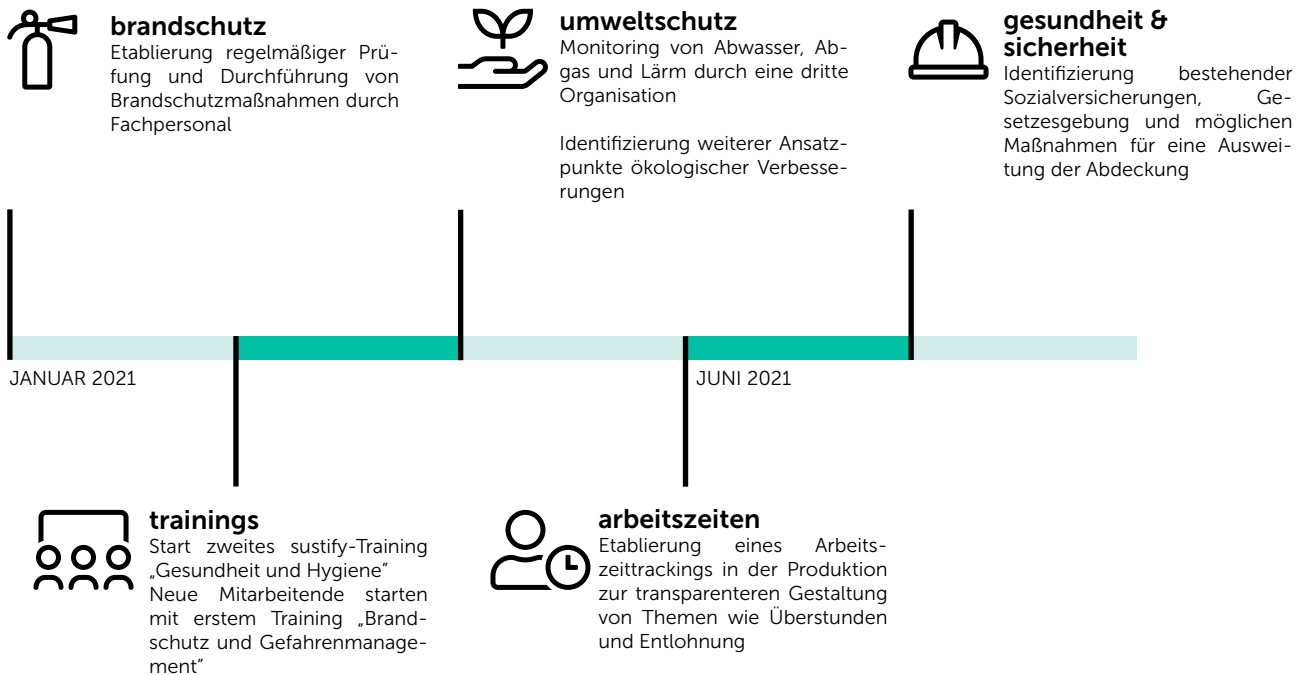 brandschutz
Etablierung regelmäßiger Prü-
fung und Durchführung von
Brandschutzmaßnahmen durch
Fachpersonal
umweltschutz
Monitoring von Abwasser, Ab-
gas und Lärm durch eine dritte
Organisation
Identifizierung weiterer Ansatz-
punkte ökologischer Verbesse-
rungen
gesundheit &
sicherheit
Identifizierung bestehender
Sozialversicherungen, Ge-
setzesgebung und möglichen
Maßnahmen für eine Auswei-
tung der Abdeckung
JANUAR 2021
JUNI 2021
trainings
Start zweites sustify-Training
„Gesundheit und Hygiene”
Neue Mitarbeitende starten
mit erstem Training „Brand-
schutz und Gefahrenmanage-
ment”
arbeitszeiten
Etablierung eines Arbeits-
zeittrackings in der Produktion
zur transparenteren Gestaltung
von Themen wie Überstunden
und Entlohnung